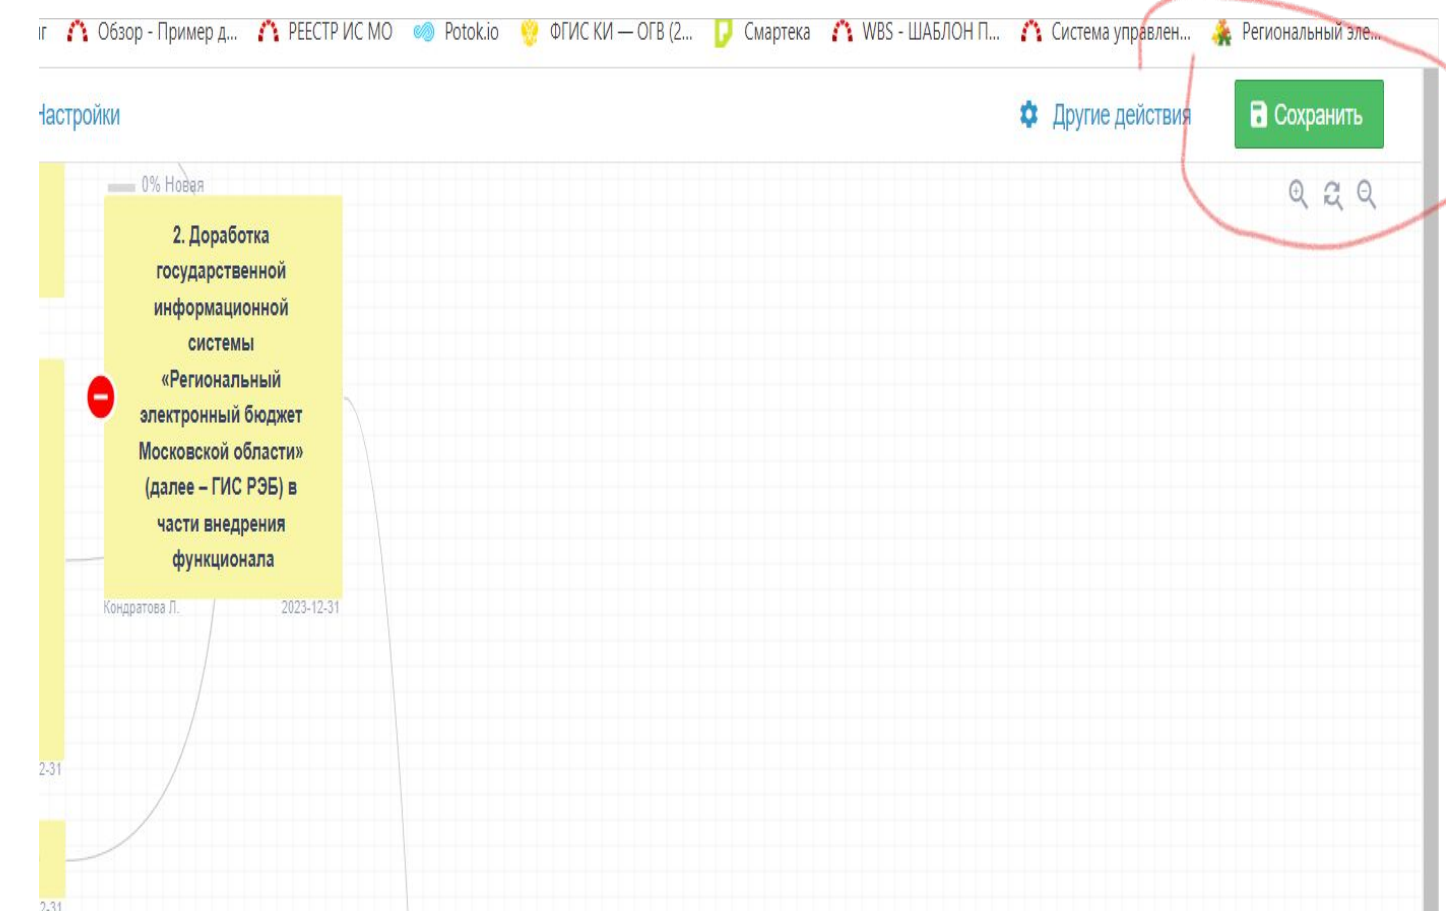 Обзор - Пример д... РЕЕСТР ИС МО Potok.io ФГИС КИ — ОГВ (2... Смартека WBS - ШАБЛОН П... Система управлен... Региональный эле...
Настройки Другие действия Сохранить
0% Новая
2. Доработка
государственной
информационной
системы
«Региональный
электронный бюджет
Московской области»
(далее – ГИС РЭБ) в
части внедрения
функционала
Кондратова Л. 2023-12-31
2-31
2-31